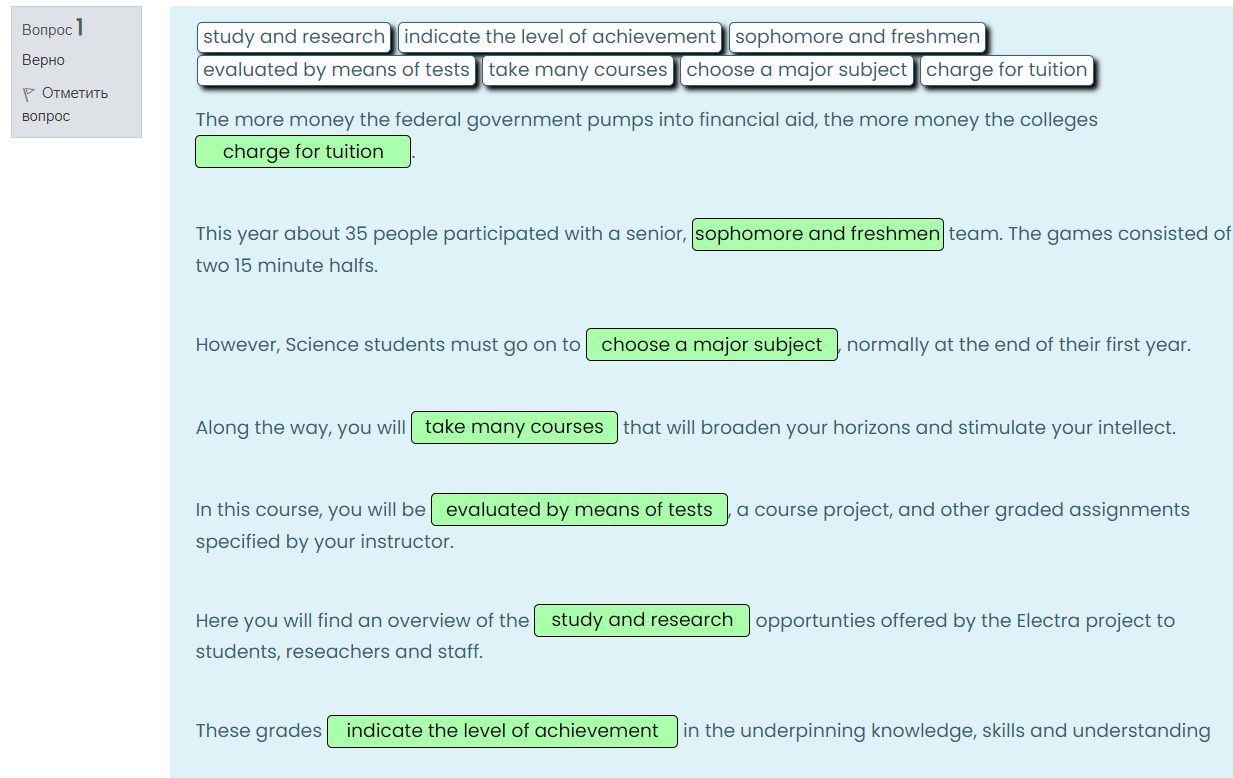 Вопрос 1
Верно
Отметить
вопрос
study and research indicate the level of achievement sophomore and freshmen
evaluated by means of tests take many courses choose a major subject charge for tuition
The more money the federal government pumps into financial aid, the more money the colleges
charge for tuition.
This year about 35 people participated with a senior, sophomore and freshmen team. The games consisted of
two 15 minute halfs.
However, Science students must go on to choose a major subject, normally at the end of their first year.
Along the way, you will take many courses that will broaden your horizons and stimulate your intellect.
In this course, you will be evaluated by means of tests, a course project, and other graded assignments
specified by your instructor.
Here you will find an overview of the study and research opportunties offered by the Electra project to
students, reseachers and staff.
These grades indicate the level of achievement in the underpinning knowledge, skills and understanding